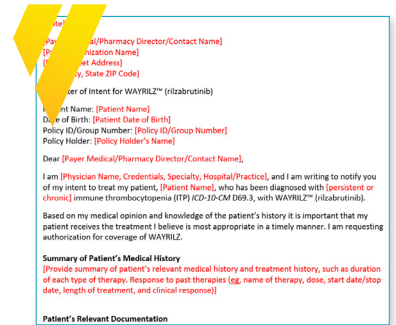 [Payer Medical/Pharmacy Director/Contact Name]
State ZIP Code]
of Intent for WAYRILZ™ (rilzabrutinib)
Name: [Patient Name]
of Birth: [Patient Date of Birth]
Policy ID/Group Number: [Policy ID/Group Number]
Policy Holder: [Policy Holder's Name]
Dear [Payer Medical/Pharmacy Director/Contact Name],
I am [Physician Name, Credentials, Specialty, Hospital/Practice], and I am writing to notify you
of my intent to treat my patient, [Patient Name], who has been diagnosed with [persistent or
chronic] immune thrombocytopenia (ITP) ICD-10-CM D69.3, with WAYRILZ™ (rilzabrutinib).
Based on my medical opinion and knowledge of the patient's history it is important that my
patient receives the treatment I believe is most appropriate in a timely manner. I am requesting
authorization for coverage of WAYRILZ.
Summary of Patient's Medical History
[Provide summary of patient's relevant medical history and treatment history, such as duration
of each type of therapy. Response to past therapies (eg, name of therapy, dose, start date/stop
date, length of treatment, and clinical response)]
Patient's Relevant Documentation